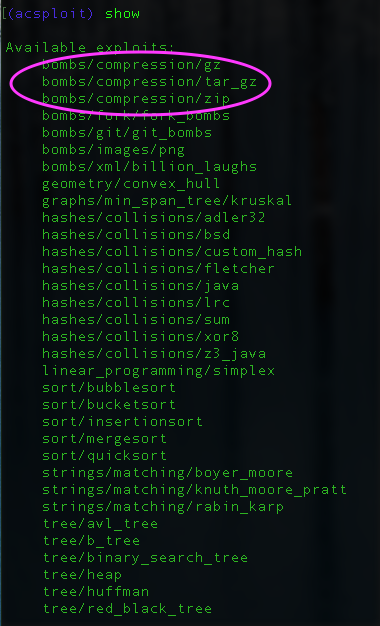 [(acsploit) show
Available exploits:
bombs/compression/gz
bombs/compression/tar_gz
bombs/compression/zip
bombs/fork/fork_bombs
bombs/git/git_bombs
bombs/images/png
bombs/xml/billion_laughs
geometry/convex_hull
graphs/min_span_tree/kruskal
hashes/collisions/adler32
hashes/collisions/bsd
hashes/collisions/custom_hash
hashes/collisions/fletcher
hashes/collisions/java
hashes/collisions/lrc
hashes/collisions/sum
hashes/collisions/xor8
hashes/collisions/z3_java
linear_programming/simplex
sort/bubblesort
sort/bucketsort
sort/insertionsort
sort/mergesort
sort/quicksort
strings/matching/boyer_moore
strings/matching/knuth_moore_pratt
strings/matching/rabin_karp
tree/avl_tree
tree/b_tree
tree/binary_search_tree
tree/heap
tree/huffman
tree/red_black_tree